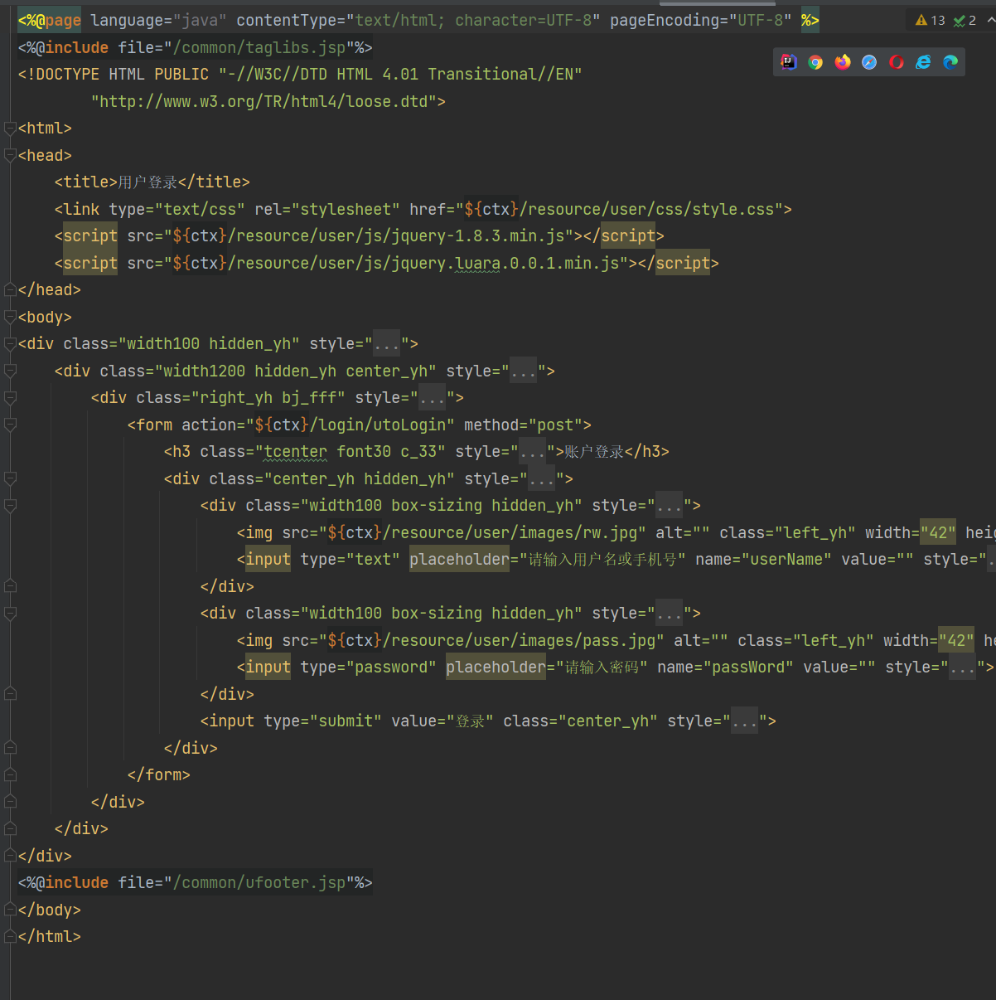 <%@page language="java" contentType="text/html; character=UTF-8" pageEncoding="UTF-8" %>
13 2
<%@include file="/common/taglibs.jsp"%>
<!DOCTYPE HTML PUBLIC "-//W3C//DTD HTML 4.01 Transitional//EN"
        "http://www.w3.org/TR/html4/loose.dtd">
<html>
<head>
    <title>用户登录</title>
    <link type="text/css" rel="stylesheet" href="${ctx}/resource/user/css/style.css">
    <script src="${ctx}/resource/user/js/jquery-1.8.3.min.js"></script>
    <script src="${ctx}/resource/user/js/jquery.luara.0.0.1.min.js"></script>
</head>
<body>
<div class="width100 hidden_yh" style="...">
    <div class="width1200 hidden_yh center_yh" style="...">
        <div class="right_yh bj_fff" style="...">
            <form action="${ctx}/login/utoLogin" method="post">
                <h3 class="tcenter font30 c_33" style="...">账户登录</h3>
                <div class="center_yh hidden_yh" style="...">
                    <div class="width100 box-sizing hidden_yh" style="...">
                        <img src="${ctx}/resource/user/images/rw.jpg" alt="" class="left_yh" width="42" heig
                        <input type="text" placeholder="请输入用户名或手机号" name="userName" value="" style="..
                    </div>
                    <div class="width100 box-sizing hidden_yh" style="...">
                        <img src="${ctx}/resource/user/images/pass.jpg" alt="" class="left_yh" width="42" he
                        <input type="password" placeholder="请输入密码" name="passWord" value="" style="...">
                    </div>
                    <input type="submit" value="登录" class="center_yh" style="...">
                </div>
            </form>
        </div>
    </div>
</div>
<%@include file="/common/ufooter.jsp"%>
</body>
</html>